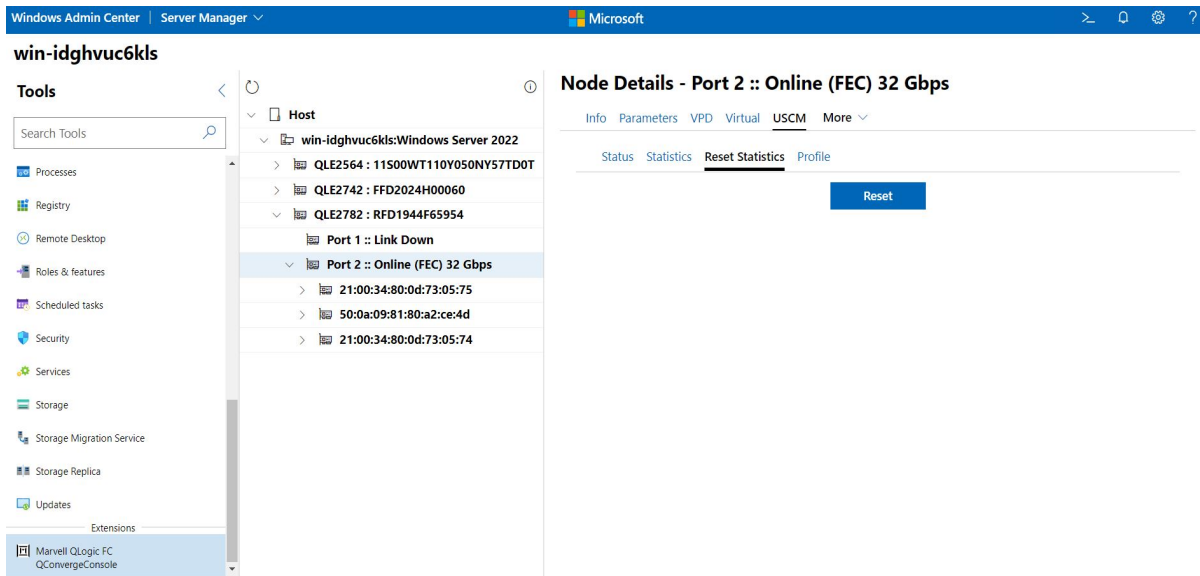 Windows Admin Center | Server Manager
Microsoft
win-idghvuc6kls
Tools
Search Tools
Processes
Registry
Remote Desktop
Roles & features
Scheduled tasks
Security
Services
Storage
Storage Migration Service
Storage Replica
Updates
Extensions
Marvell QLogic FC
QConvergeConsole
Host
win-idghvuc6kls:Windows Server 2022
QLE2564 : 11S00WT110Y050NY57TD0T
QLE2742 : FFD2024H00060
QLE2782 : RFD1944F65954
Port 1 :: Link Down
Port 2 :: Online (FEC) 32 Gbps
21:00:34:80:0d:73:05:75
50:0a:09:81:80:a2:ce:4d
21:00:34:80:0d:73:05:74
Node Details - Port 2 :: Online (FEC) 32 Gbps
Info Parameters VPD Virtual USCM More
Status Statistics Reset Statistics Profile
Reset